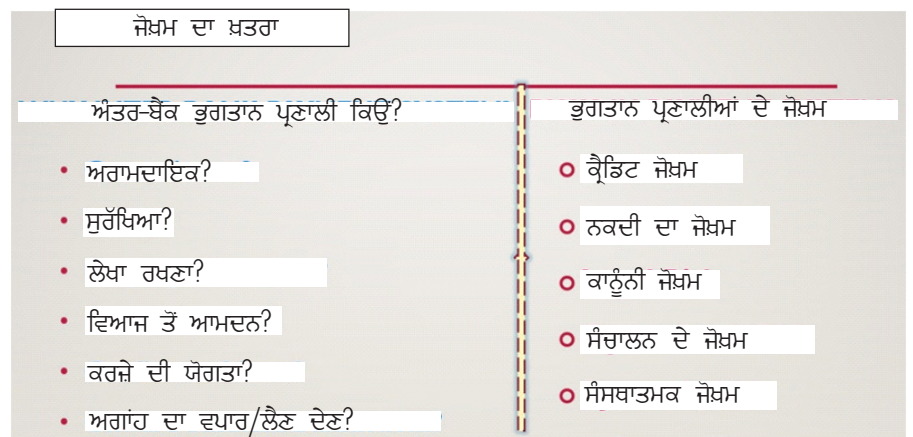 ਜੋਖ਼ਮ ਦਾ ਖ਼ਤਰਾ
ਅੰਤਰ-ਬੈਂਕ ਭੁਗਤਾਨ ਪ੍ਰਣਾਲੀ ਕਿਉਂ?
ਅਰਾਮਦਾਇਕ?
ਸੁਰੱਖਿਆ?
ਲੇਖਾ ਰਖਣਾ?
ਵਿਆਜ ਤੋਂ ਆਮਦਨ?
ਕਰਜ਼ੇ ਦੀ ਯੋਗਤਾ?
ਅਗਾਂਹ ਦਾ ਵਪਾਰ/ਲੈਣ ਦੇਣ?
ਭੁਗਤਾਨ ਪ੍ਰਣਾਲੀਆਂ ਦੇ ਜੋਖ਼ਮ
ਕ੍ਰੈਡਿਟ ਜੋਖ਼ਮ
ਨਕਦੀ ਦਾ ਜੋਖ਼ਮ
ਕਾਨੂੰਨੀ ਜੋਖ਼ਮ
ਸੰਚਾਲਨ ਦੇ ਜੋਖ਼ਮ
ਸੰਸਥਾਤਮਕ ਜੋਖ਼ਮ